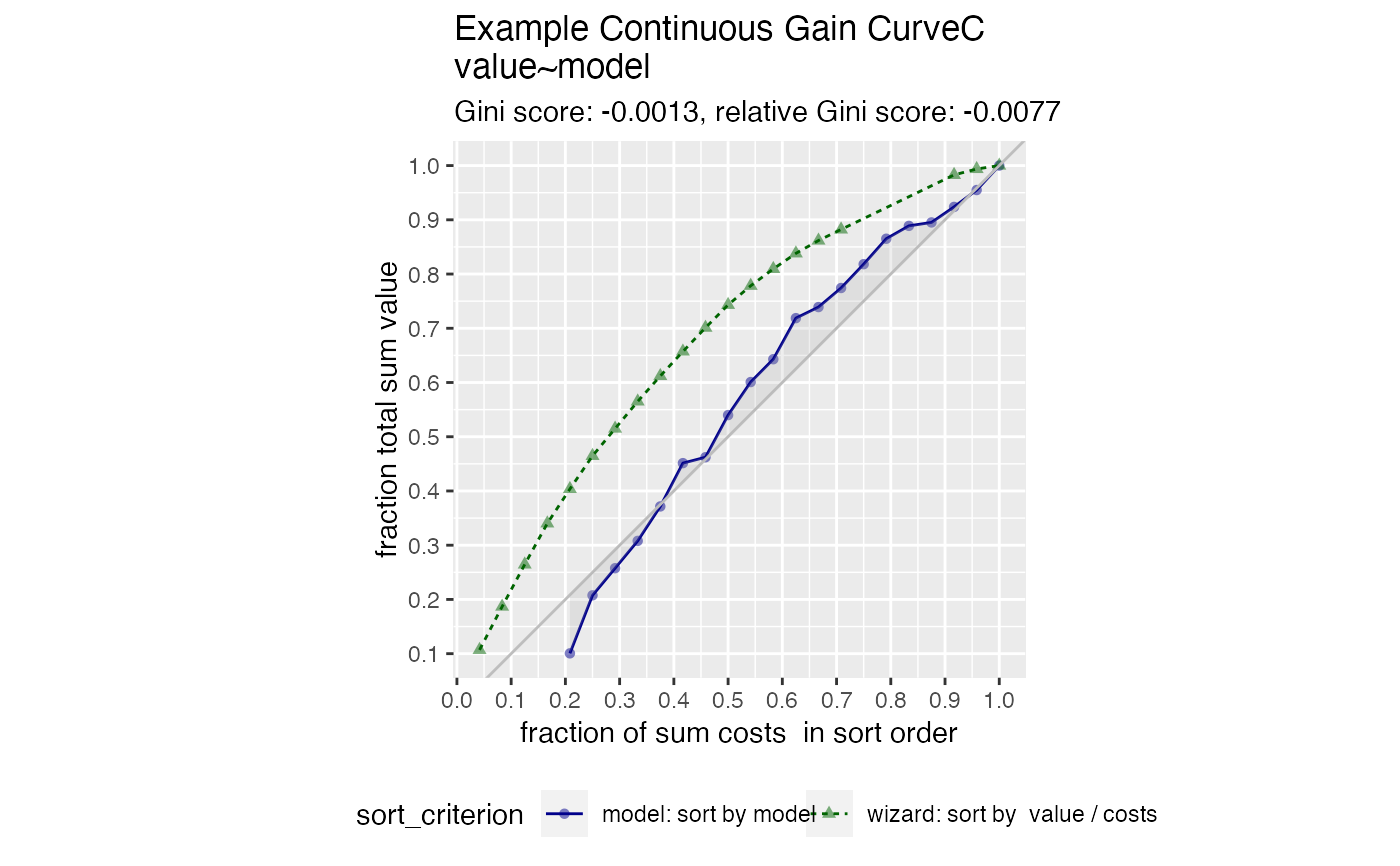 Example Continuous Gain CurveC
value~model
Gini score: -0.0013, relative Gini score: -0.0077
fraction total sum value
1.0
0.9
0.8
0.7
0.6
0.5
0.4
0.3
0.2
0.1
0.0 0.1 0.2 0.3 0.4 0.5 0.6 0.7 0.8 0.9 1.0
fraction of sum costs  in sort order
sort_criterion model: sort by model wizard: sort by  value / costs